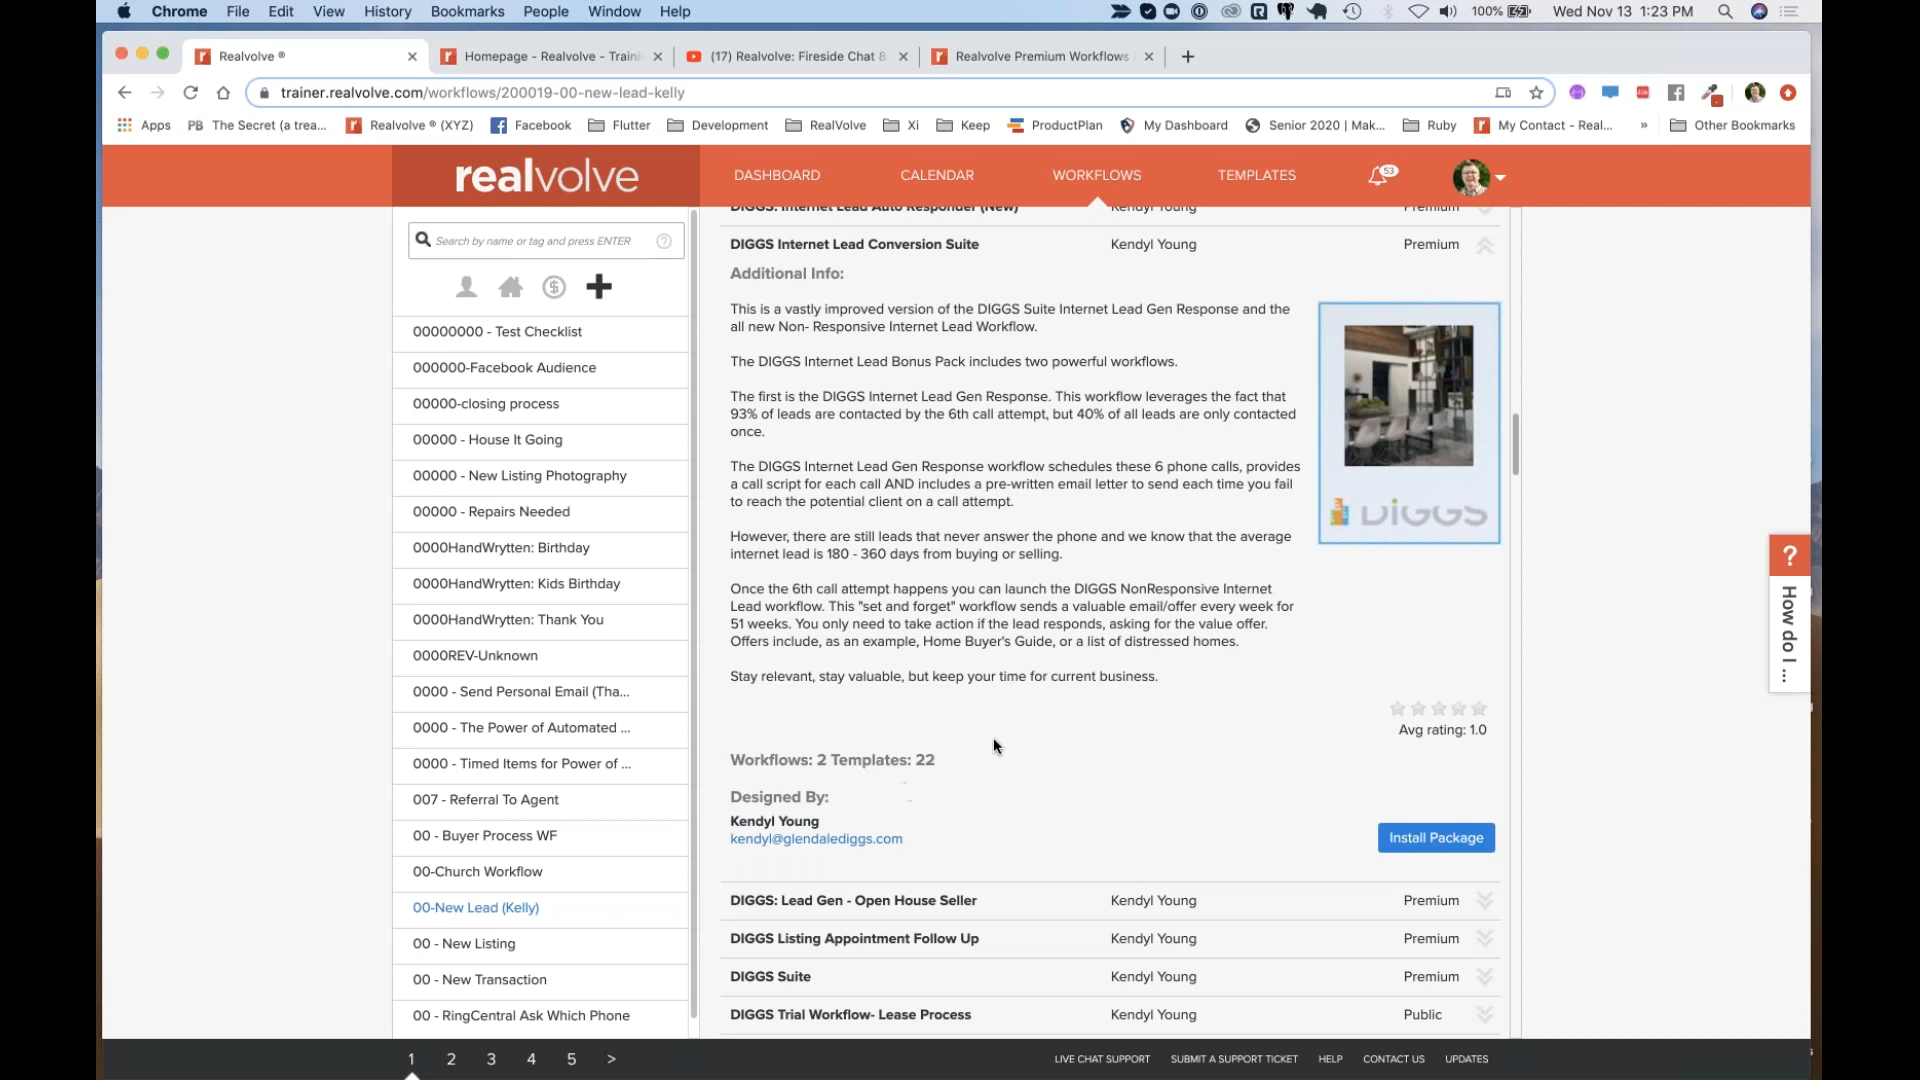 Chrome File Edit View History Bookmarks People Window Help 100% Wed Nov 13 1:23 PM
Realvolve ® Homepage - Realvolve - Traini (17) Realvolve: Fireside Chat 8- Realvolve Premium Workflows
trainer.realvolve.com/workflows/200019-00-new-lead-kelly
Apps PB The Secret (a trea... Realvolve ® (XYZ) Facebook Flutter Development RealVolve Xi Keep ProductPlan My Dashboard Senior 2020 | Mak... Ruby My Contact - Real... » Other Bookmarks
realvolve DASHBOARD CALENDAR WORKFLOWS TEMPLATES 53
Search by name or tag and press ENTER
00000000 - Test Checklist
000000-Facebook Audience
00000-closing process
00000 - House It Going
00000 - New Listing Photography
00000 - Repairs Needed
0000HandWrytten: Birthday
0000HandWrytten: Kids Birthday
0000HandWrytten: Thank You
0000REV-Unknown
0000 - Send Personal Email (Tha...
0000 - The Power of Automated ...
0000 - Timed Items for Power of ...
007 - Referral To Agent
00 - Buyer Process WF
00-Church Workflow
00-New Lead (Kelly)
00 - New Listing
00 - New Transaction
00 - RingCentral Ask Which Phone
DIGGS: Internet Lead Auto Responder (New) Kendyl Young Premium
DIGGS Internet Lead Conversion Suite Kendyl Young Premium
Additional Info:
This is a vastly improved version of the DIGGS Suite Internet Lead Gen Response and the
all new Non- Responsive Internet Lead Workflow.
The DIGGS Internet Lead Bonus Pack includes two powerful workflows.
The first is the DIGGS Internet Lead Gen Response. This workflow leverages the fact that
93% of leads are contacted by the 6th call attempt, but 40% of all leads are only contacted
once.
The DIGGS Internet Lead Gen Response workflow schedules these 6 phone calls, provides
a call script for each call AND includes a pre-written email letter to send each time you fail
to reach the potential client on a call attempt.
However, there are still leads that never answer the phone and we know that the average
internet lead is 180 - 360 days from buying or selling.
Once the 6th call attempt happens you can launch the DIGGS NonResponsive Internet
Lead workflow. This "set and forget" workflow sends a valuable email/offer every week for
51 weeks. You only need to take action if the lead responds, asking for the value offer.
Offers include, as an example, Home Buyer's Guide, or a list of distressed homes.
Stay relevant, stay valuable, but keep your time for current business.
DIGGS
Avg rating: 1.0
Workflows: 2 Templates: 22
Designed By:
Kendyl Young
kendyl@glendalediggs.com
Install Package
DIGGS: Lead Gen - Open House Seller Kendyl Young Premium
DIGGS Listing Appointment Follow Up Kendyl Young Premium
DIGGS Suite Kendyl Young Premium
DIGGS Trial Workflow- Lease Process Kendyl Young Public
? How do I ...
1 2 3 4 5 > LIVE CHAT SUPPORT SUBMIT A SUPPORT TICKET HELP CONTACT US UPDATES